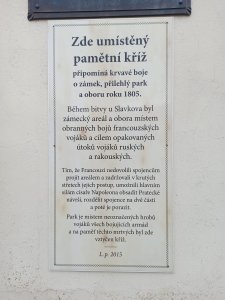 Zde umístěný
pamětní kříž
připomíná krvavé boje
o zámek, přilehlý park
a oboru roku 1805.
Během bitvy u Slavkova byl
zámecký areál a obora místem
obranných bojů francouzských
vojáků a cílem opakovaných
útoků vojáků ruských
a rakouských.
Tím, že Francouzi nedovolili spojencům
projít areálem a zadržovali v krutých
střetech jejich postup, umožnili hlavním
silám císaře Napoleona obsadit Pratecké
návrší, rozdělit spojence na dvě části
a poté je porazit.
Park je místem neoznačených hrobů
vojáků všech bojujících armád
a na paměť těchto mrtvých byl zde
vztyčen kříž.
L. p. 2015